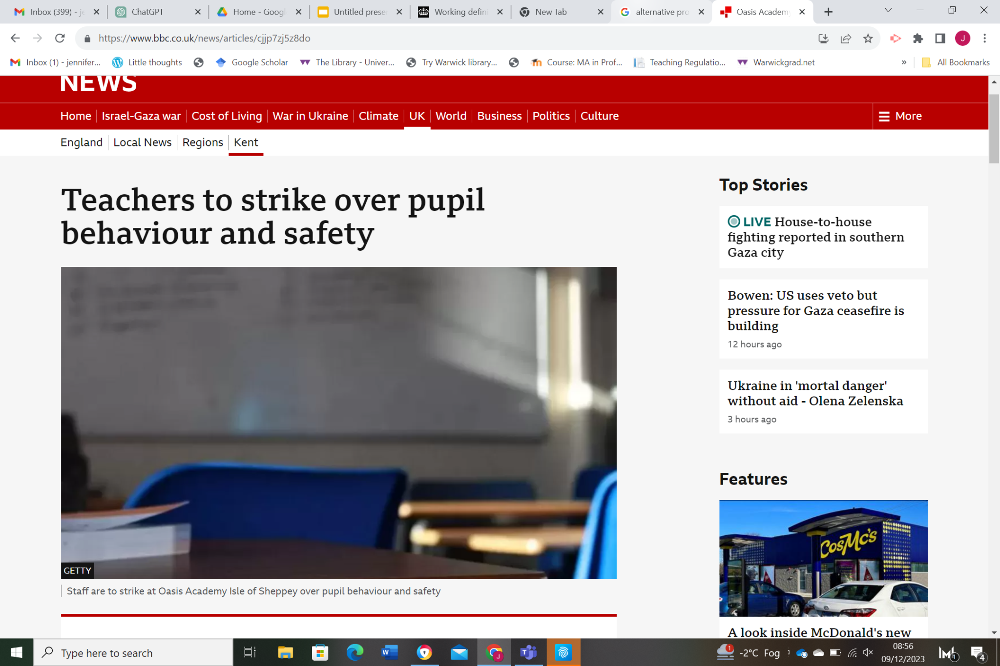 Inbox (399) - je
ChatGPT
Home - Googl
Untitled prese
Working defini
New Tab
alternative pro
Oasis Academ
https://www.bbc.co.uk/news/articles/cjjp7zj5z8do
J
Inbox (1) - jennifer...
Little thoughts
Google Scholar
The Library - Univer...
Try Warwick library...
Course: MA in Prof...
Teaching Regulatio...
Warwickgrad.net
»
All Bookmarks
NEWS
Home
Israel-Gaza war
Cost of Living
War in Ukraine
Climate
UK
World
Business
Politics
Culture
More
England
Local News
Regions
Kent
Teachers to strike over pupil
behaviour and safety
GETTY
Staff are to strike at Oasis Academy Isle of Sheppey over pupil behaviour and safety
Top Stories
LIVE House-to-house
fighting reported in southern
Gaza city
Bowen: US uses veto but
pressure for Gaza ceasefire is
building
12 hours ago
Ukraine in 'mortal danger'
without aid - Olena Zelenska
3 hours ago
Features
CosMc's
A look inside McDonald's new
Type here to search
1
-2°C Fog
08:56
09/12/2023
4